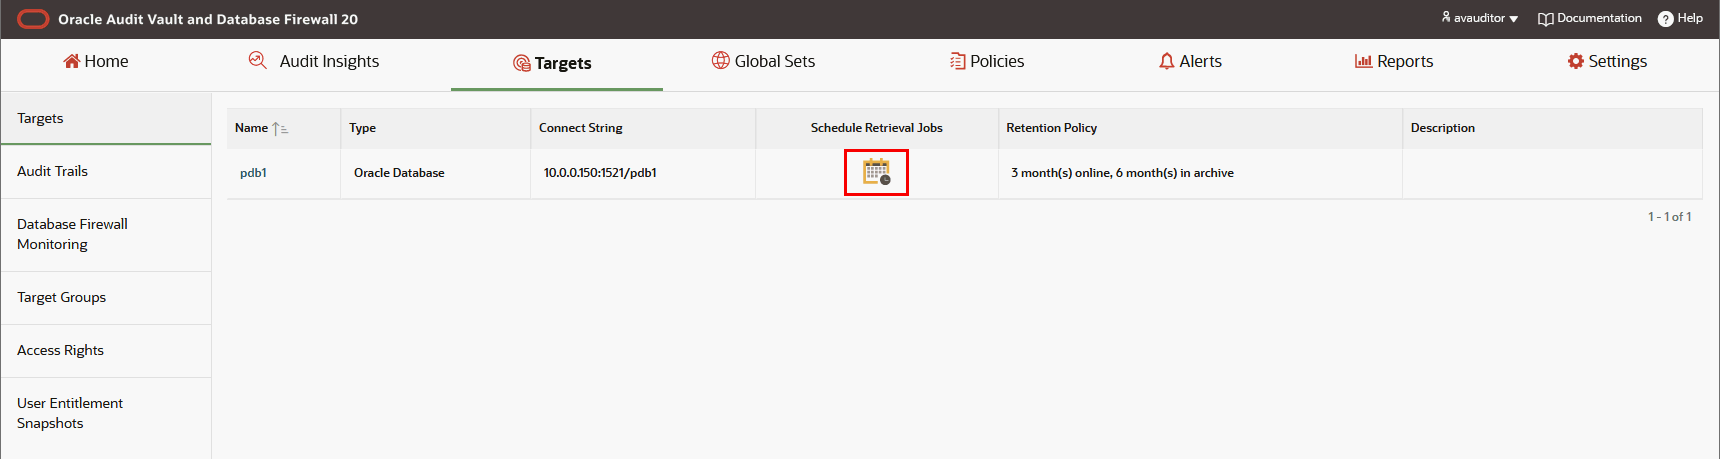 Oracle Audit Vault and Database Firewall 20
avauditor
Documentation
? Help
Home
Audit Insights
Targets
Global Sets
Policies
Alerts
Reports
Settings
Targets
Audit Trails
Database Firewall
Monitoring
Target Groups
Access Rights
User Entitlement
Snapshots
Name Type Connect String Schedule Retrieval Jobs Retention Policy Description
pdb1 Oracle Database 10.0.0.150:1521/pdb1 3 month(s) online, 6 month(s) in archive
1 - 1 of 1